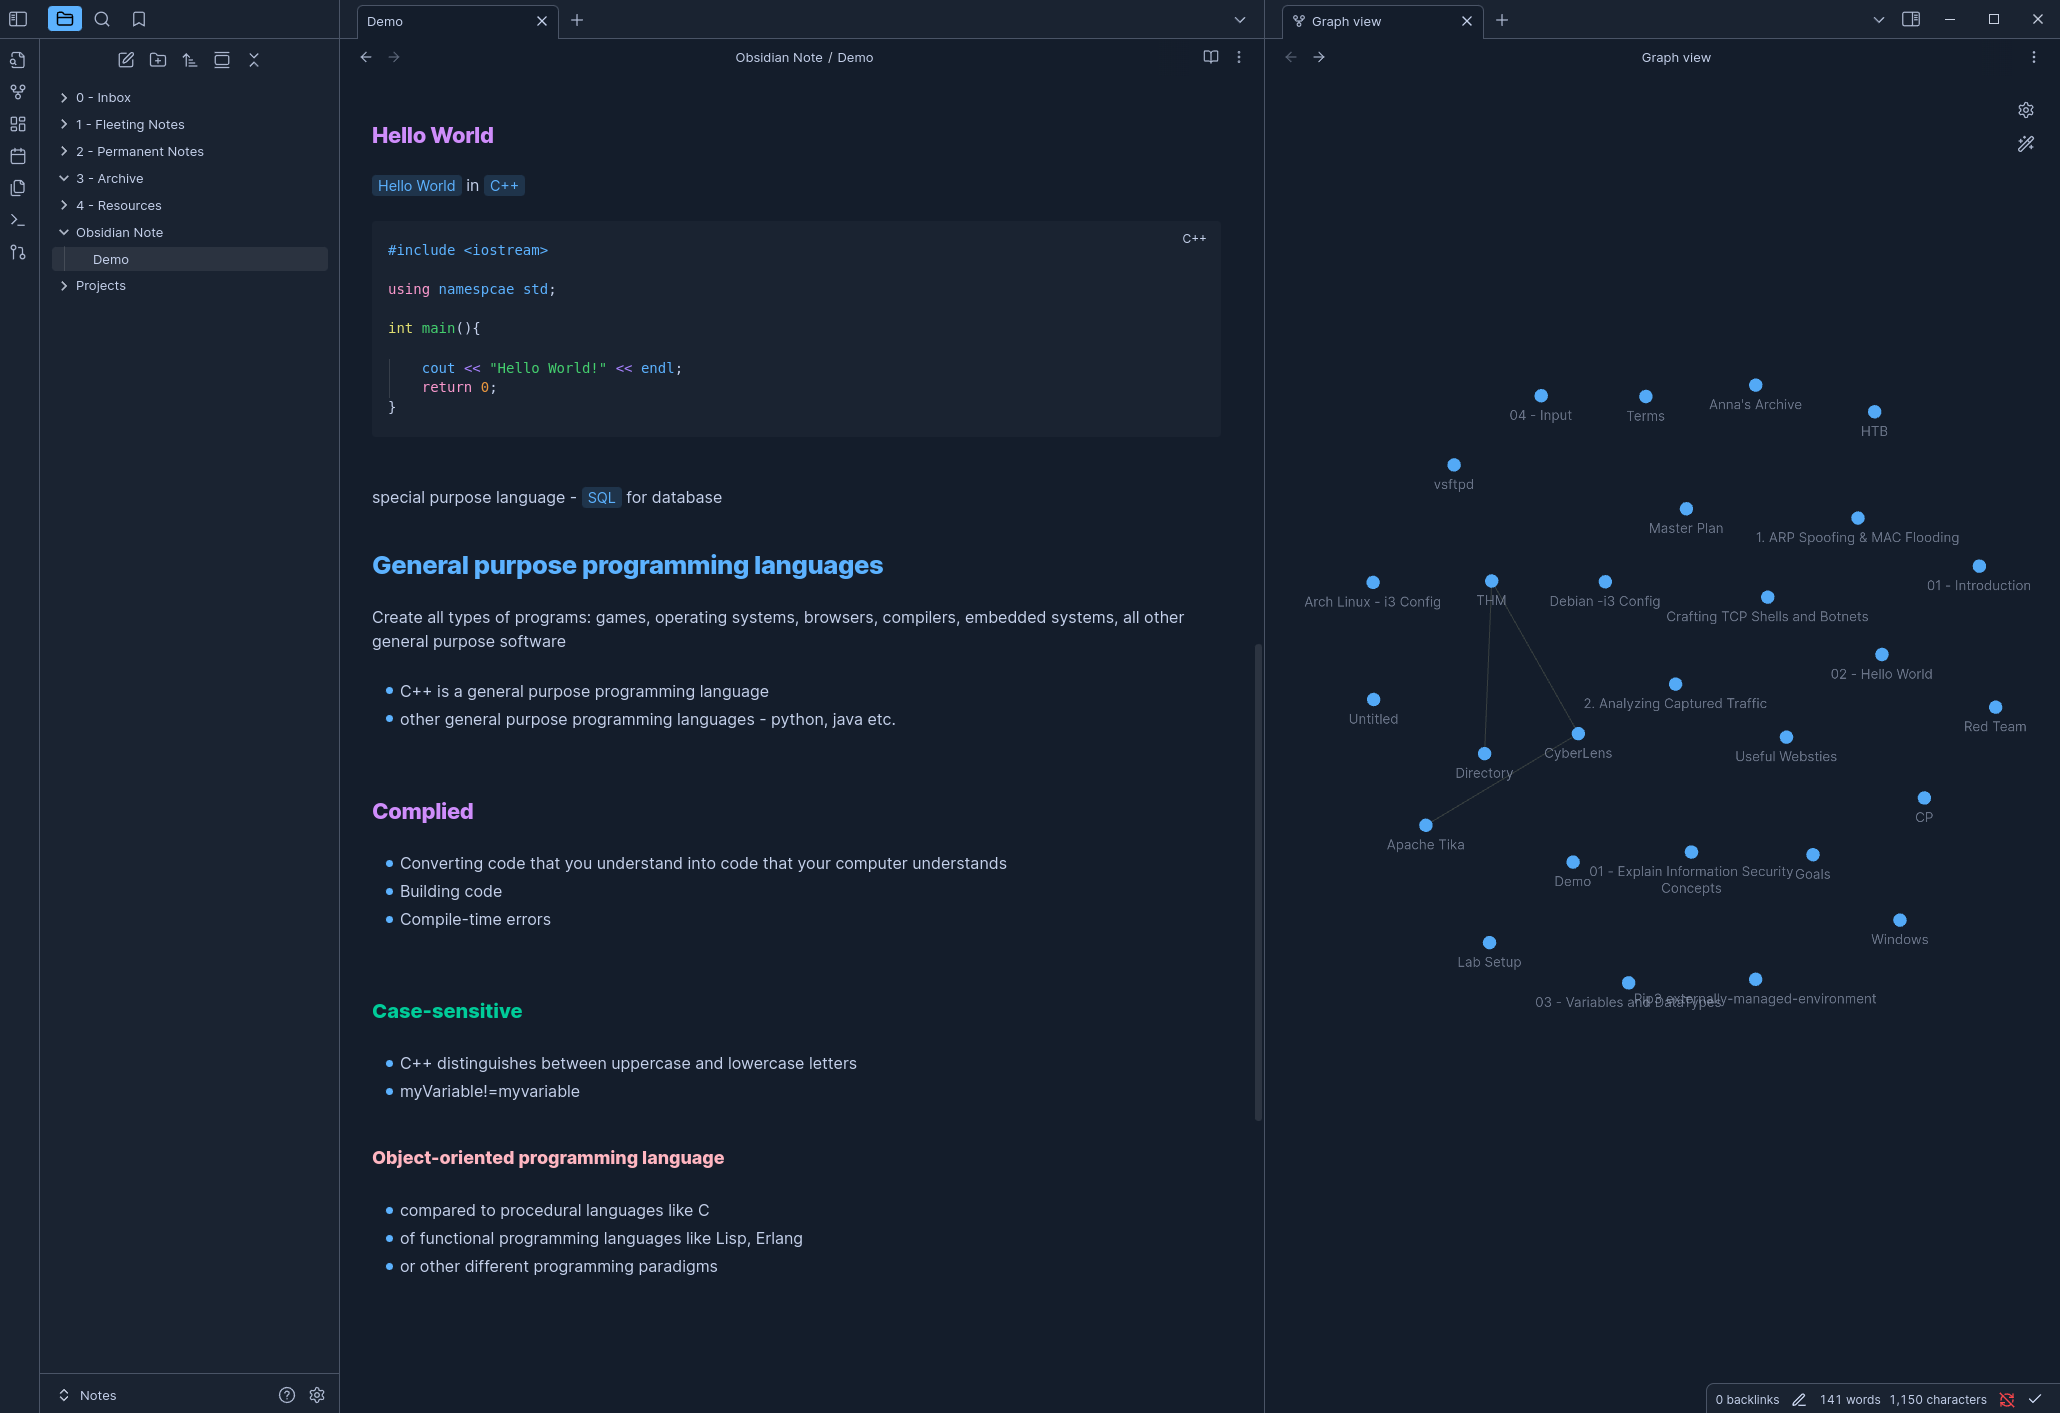 Demo
Graph view
Obsidian Note / Demo
Graph view
0 - Inbox
1 - Fleeting Notes
2 - Permanent Notes
3 - Archive
4 - Resources
Obsidian Note
Demo
Projects
Notes
Hello World
Hello World in C++
C++
#include <iostream>
using namespcae std;
int main(){
cout << "Hello World!" << endl;
return 0;
}
special purpose language - SQL for database
General purpose programming languages
Create all types of programs: games, operating systems, browsers, compilers, embedded systems, all other
general purpose software
C++ is a general purpose programming language
other general purpose programming languages - python, java etc.
Complied
Converting code that you understand into code that your computer understands
Building code
Compile-time errors
Case-sensitive
C++ distinguishes between uppercase and lowercase letters
myVariable!=myvariable
Object-oriented programming language
compared to procedural languages like C
of functional programming languages like Lisp, Erlang
or other different programming paradigms
04 - Input
Terms
Anna's Archive
HTB
vsftpd
Master Plan
1. ARP Spoofing & MAC Flooding
01 - Introduction
Arch Linux - i3 Config
THM
Debian -i3 Config
Crafting TCP Shells and Botnets
02 - Hello World
2. Analyzing Captured Traffic
Untitled
Red Team
CyberLens
Useful Websties
Directory
CP
Apache Tika
Demo
01 - Explain Information Security
Concepts
Goals
Windows
Lab Setup
03 - Variables and DataTypes
Pip3 externally-managed-environment
0 backlinks
141 words
1,150 characters